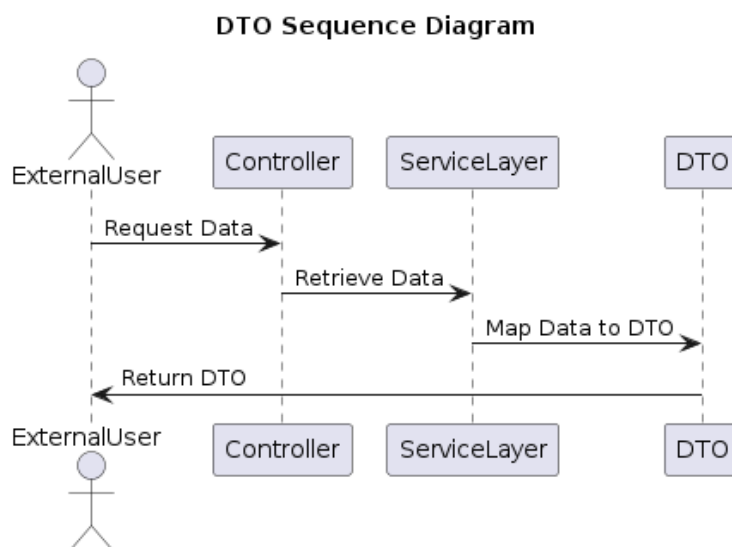 DTO Sequence Diagram
ExternalUser
Controller
ServiceLayer
DTO
Request Data
Retrieve Data
Map Data to DTO
Return DTO
ExternalUser
Controller
ServiceLayer
DTO